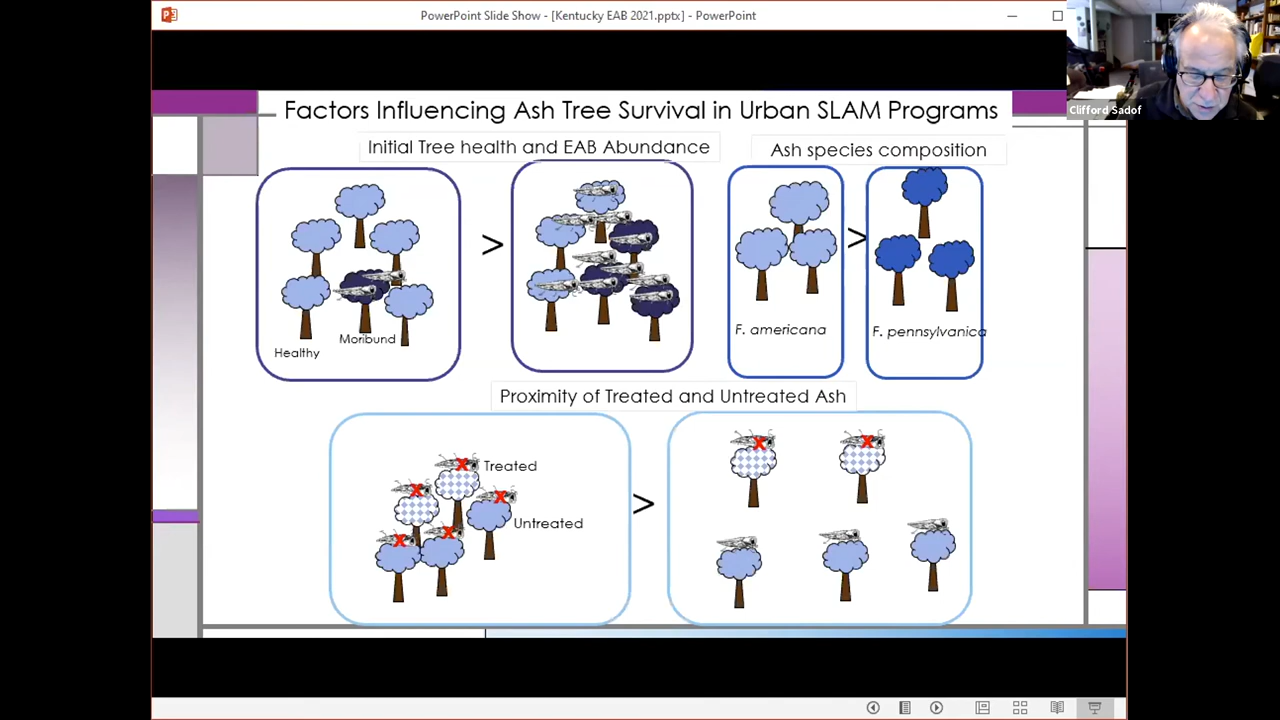 PowerPoint Slide Show - [Kentucky EAB 2021.pptx] - PowerPoint
Clifford Sadof
Factors Influencing Ash Tree Survival in Urban SLAM Programs
Initial Tree health and EAB Abundance
Ash species composition
>
>
Healthy
Moribund
F. americana
F. pennsylvanica
Proximity of Treated and Untreated Ash
Treated
Untreated
>